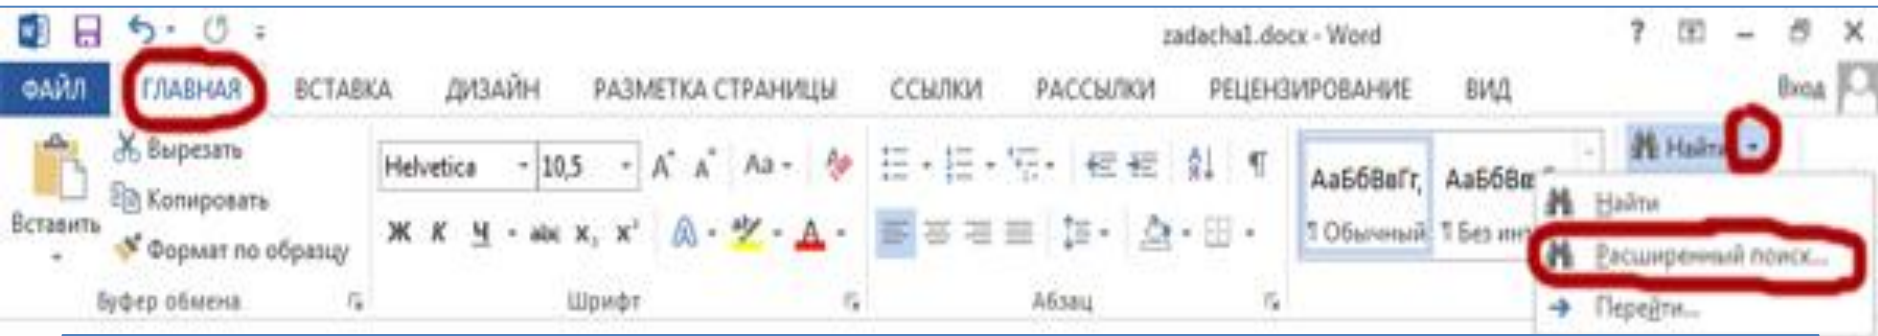 zadacha1.docx - Word
ФАЙЛ ГЛАВНАЯ ВСТАВКА ДИЗАЙН РАЗМЕТКА СТРАНИЦЫ ССЫЛКИ РАССЫЛКИ РЕЦЕНЗИРОВАНИЕ ВИД Вход
Вставить
Вырезать
Копировать
Формат по образцу
Буфер обмена
Helvetica 10,5 Aa
Ж К Ч abc x, x²
Шрифт
Абзац
АаБбВвГг, АаБбВв
¶ Обычный ¶ Без инт
Найти
Найти
Расширенный поиск...
Перейти...